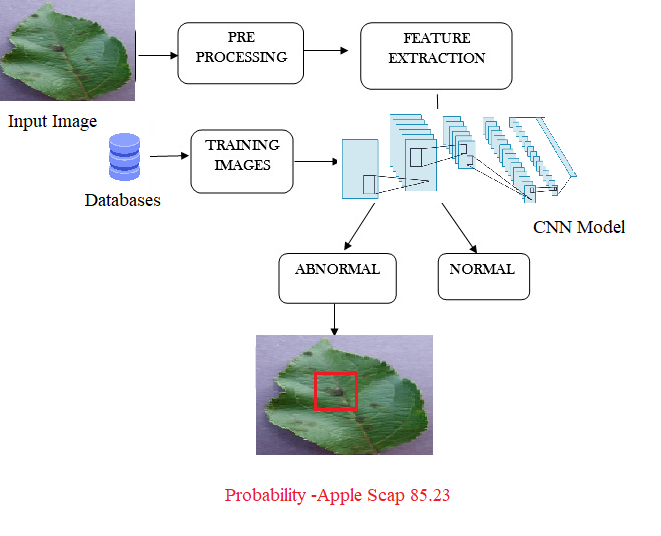 PRE
PROCESSING
FEATURE
EXTRACTION
Input Image
TRAINING
IMAGES
Databases
CNN Model
ABNORMAL
NORMAL
Probability -Apple Scap 85.23